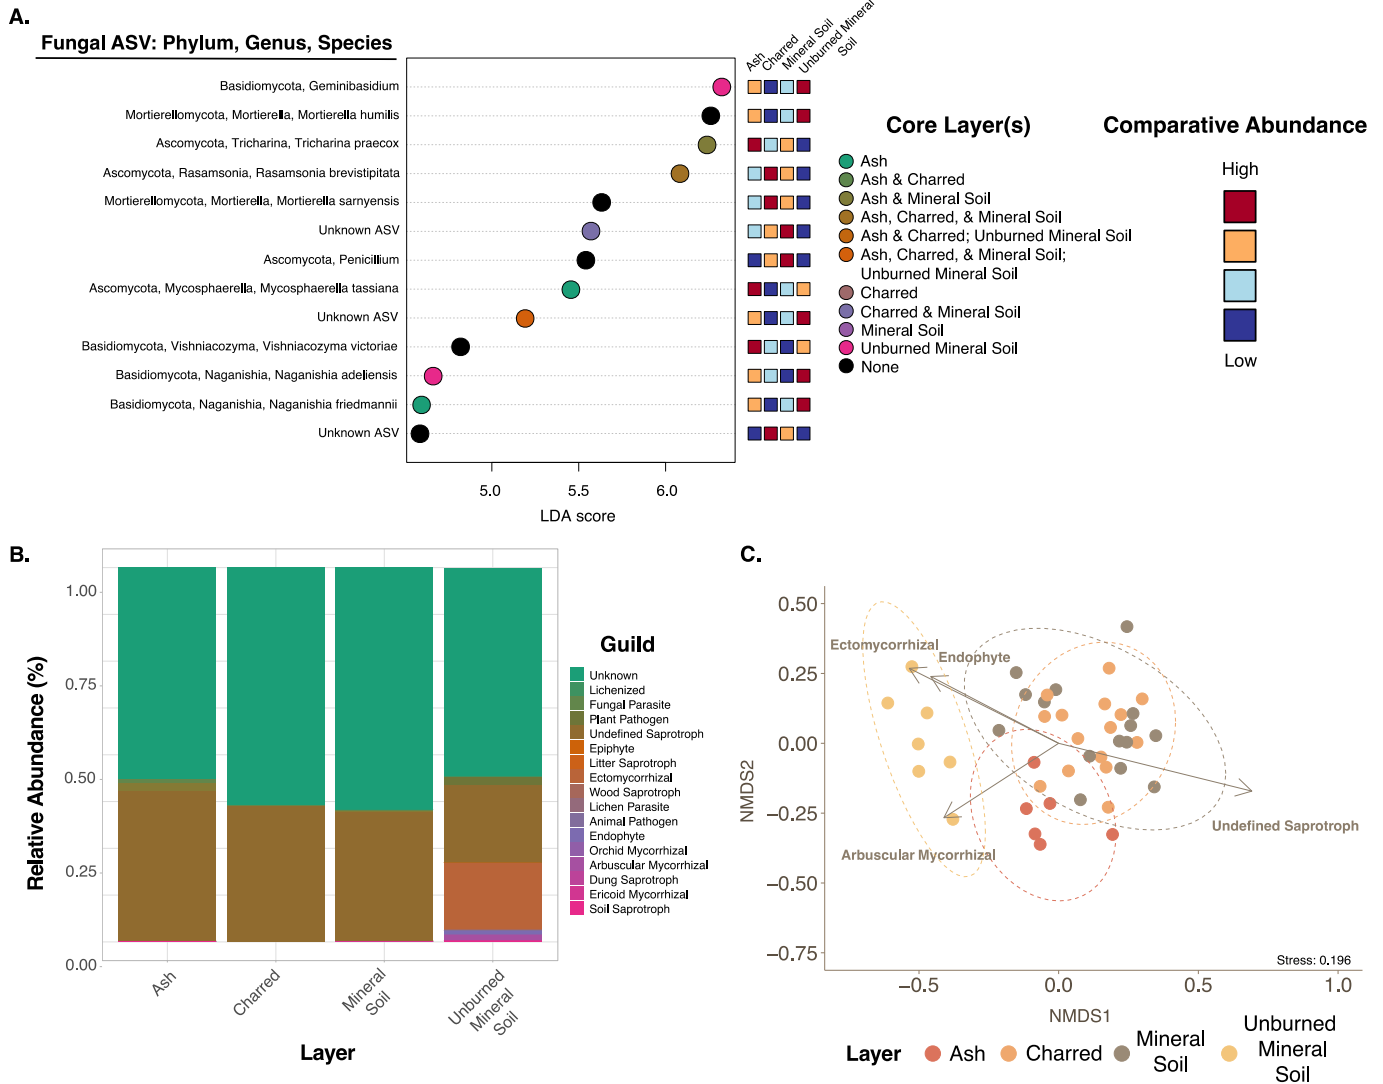 A.
Fungal ASV: Phylum, Genus, Species
Ash
Charred
Mineral Soil
Unburned Mineral
Soil
Basidiomycota, Geminibasidium
Mortierellomycota, Mortierella, Mortierella humilis
Ascomycota, Tricharina, Tricharina praecox
Ascomycota, Rasamsonia, Rasamsonia brevistipitata
Mortierellomycota, Mortierella, Mortierella sarnyensis
Unknown ASV
Ascomycota, Penicillium
Ascomycota, Mycosphaerella, Mycosphaerella tassiana
Unknown ASV
Basidiomycota, Vishniacozyma, Vishniacozyma victoriae
Basidiomycota, Naganishia, Naganishia adeliensis
Basidiomycota, Naganishia, Naganishia friedmannii
Unknown ASV
5.0
5.5
6.0
LDA score
Core Layer(s)
Ash
Ash & Charred
Ash & Mineral Soil
Ash, Charred, & Mineral Soil
Ash & Charred; Unburned Mineral Soil
Ash, Charred, & Mineral Soil;
Unburned Mineral Soil
Charred
Charred & Mineral Soil
Mineral Soil
Unburned Mineral Soil
None
Comparative Abundance
High
Low
B.
Relative Abundance (%)
1.00
0.75
0.50
0.25
0.00
Ash
Charred
Mineral
Soil
Unburned
Mineral
Soil
Layer
Guild
Unknown
Lichenized
Fungal Parasite
Plant Pathogen
Undefined Saprotroph
Epiphyte
Litter Saprotroph
Ectomycorrhizal
Wood Saprotroph
Lichen Parasite
Animal Pathogen
Endophyte
Orchid Mycorrhizal
Arbuscular Mycorrhizal
Dung Saprotroph
Ericoid Mycorrhizal
Soil Saprotroph
C.
NMDS2
0.50
0.25
0.00
−0.25
−0.50
−0.75
Ectomycorrhizal
Endophyte
Undefined Saprotroph
Arbuscular Mycorrhizal
Stress: 0.196
−0.5
0.0
0.5
1.0
NMDS1
Layer
Ash
Charred
Mineral
Soil
Unburned
Mineral
Soil